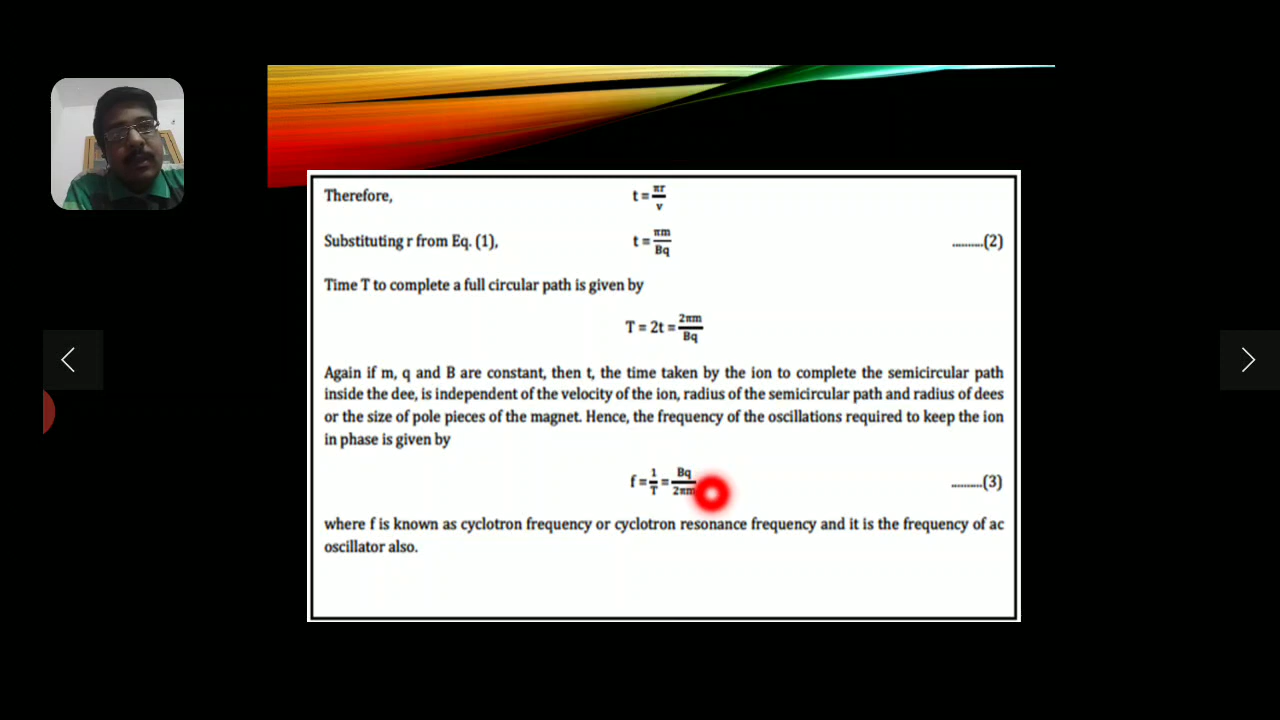 Therefore, t = πr/v
Substituting r from Eq. (1), t = πm/Bq ..........(2)
Time T to complete a full circular path is given by
T = 2t = 2πm/Bq
Again if m, q and B are constant, then t, the time taken by the ion to complete the semicircular path
inside the dee, is independent of the velocity of the ion, radius of the semicircular path and radius of dees
or the size of pole pieces of the magnet. Hence, the frequency of the oscillations required to keep the ion
in phase is given by
f = 1/T = Bq/2πm ..........(3)
where f is known as cyclotron frequency or cyclotron resonance frequency and it is the frequency of ac
oscillator also.